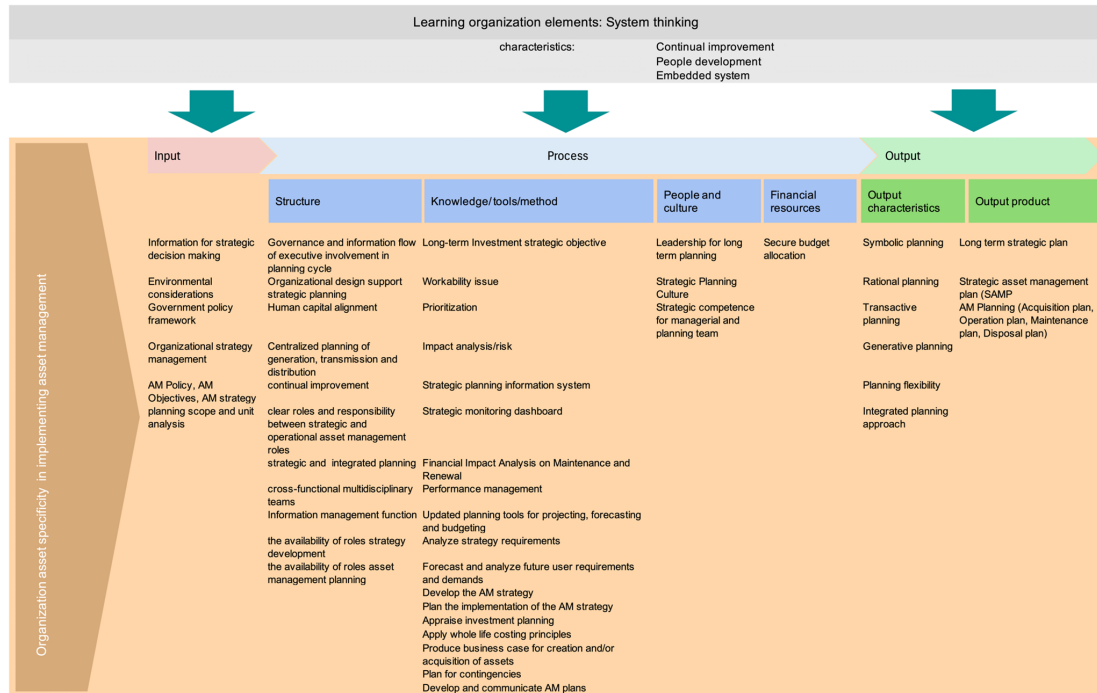 Learning organization elements: System thinking
characteristics:
Continual improvement
People development
Embedded system
Organization asset specificity in implementing asset management
Input
Process
Output
Structure
Knowledge/ tools/method
People and
culture
Financial
resources
Output
characteristics
Output product
Information for strategic
decision making
Environmental
considerations
Government policy
framework
Organizational strategy
management
AM Policy, AM
Objectives, AM strategy
planning scope and unit
analysis
Governance and information flow
of executive involvement in
planning cycle
Organizational design support
strategic planning
Human capital alignment
Centralized planning of
generation, transmission and
distribution
continual improvement
clear roles and responsibility
between strategic and
operational asset management
roles
strategic and integrated planning
cross-functional multidisciplinary
teams
Information management function
the availability of roles strategy
development
the availability of roles asset
management planning
Long-term Investment strategic objective
Workability issue
Prioritization
Impact analysis/risk
Strategic planning information system
Strategic monitoring dashboard
Financial Impact Analysis on Maintenance and
Renewal
Performance management
Updated planning tools for projecting, forecasting
and budgeting
Analyze strategy requirements
Forecast and analyze future user requirements
and demands
Develop the AM strategy
Plan the implementation of the AM strategy
Appraise investment planning
Apply whole life costing principles
Produce business case for creation and/or
acquisition of assets
Plan for contingencies
Develop and communicate AM plans
Leadership for long
term planning
Strategic Planning
Culture
Strategic competence
for managerial and
planning team
Secure budget
allocation
Symbolic planning
Rational planning
Transactive
planning
Generative planning
Planning flexibility
Integrated planning
approach
Long term strategic plan
Strategic asset management
plan (SAMP
AM Planning (Acquisition plan,
Operation plan, Maintenance
plan, Disposal plan)